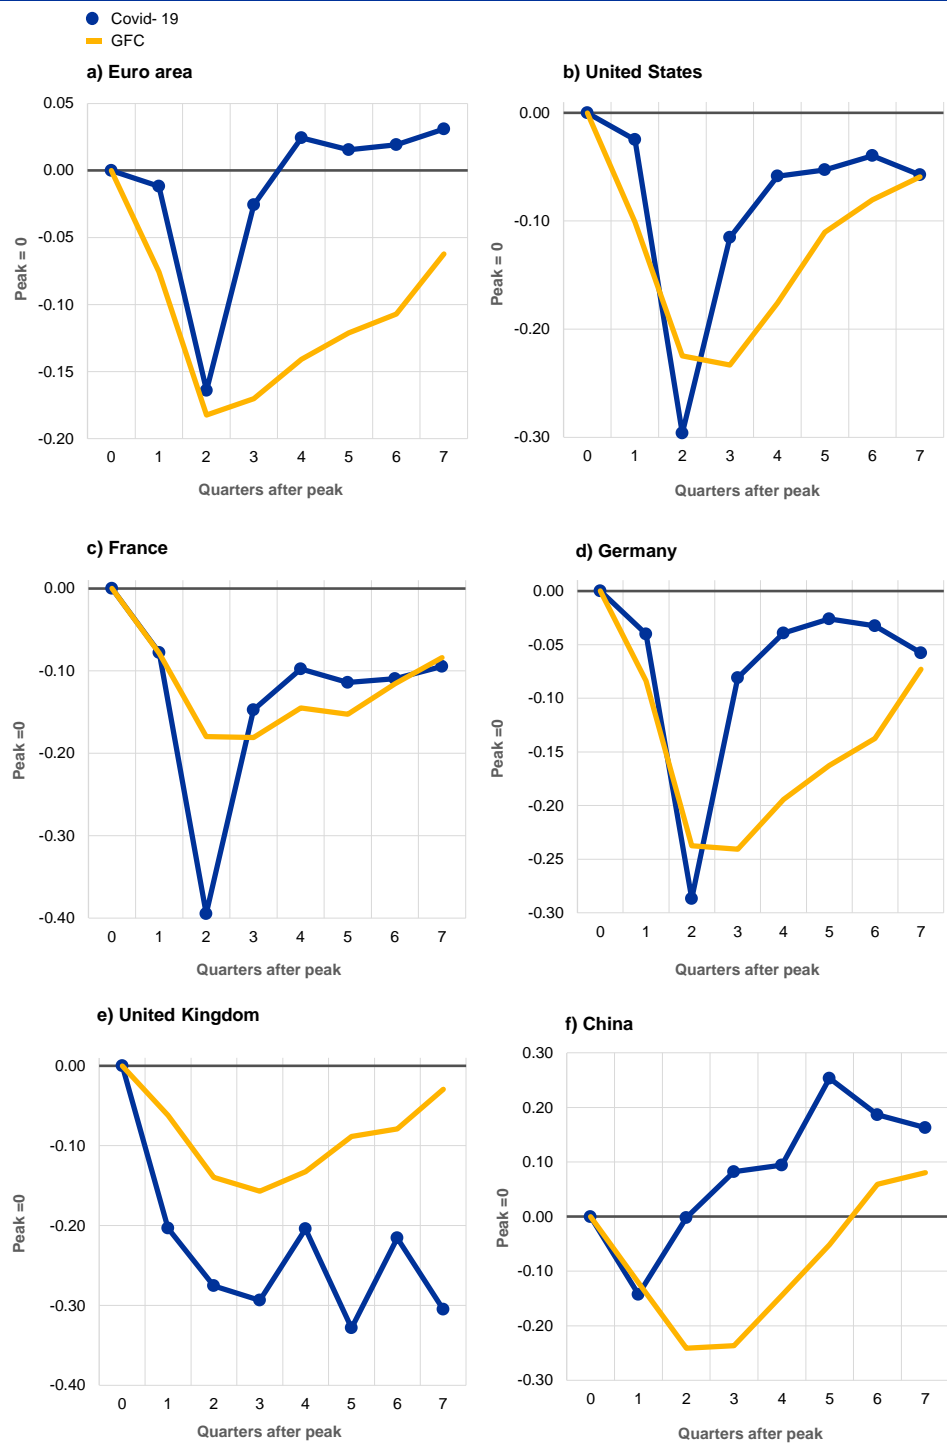 Covid- 19
GFC
a) Euro area
0.05
0.00
-0.05
-0.10
-0.15
-0.20
Peak = 0
0 1 2 3 4 5 6 7
Quarters after peak
b) United States
0.00
-0.10
-0.20
-0.30
Peak = 0
0 1 2 3 4 5 6 7
Quarters after peak
c) France
0.00
-0.10
-0.20
-0.30
-0.40
Peak =0
0 1 2 3 4 5 6 7
Quarters after peak
d) Germany
0.00
-0.05
-0.10
-0.15
-0.20
-0.25
-0.30
Peak =0
0 1 2 3 4 5 6 7
Quarters after peak
e) United Kingdom
0.00
-0.10
-0.20
-0.30
-0.40
Peak =0
0 1 2 3 4 5 6 7
Quarters after peak
f) China
0.30
0.20
0.10
0.00
-0.10
-0.20
-0.30
Peak =0
0 1 2 3 4 5 6 7
Quarters after peak